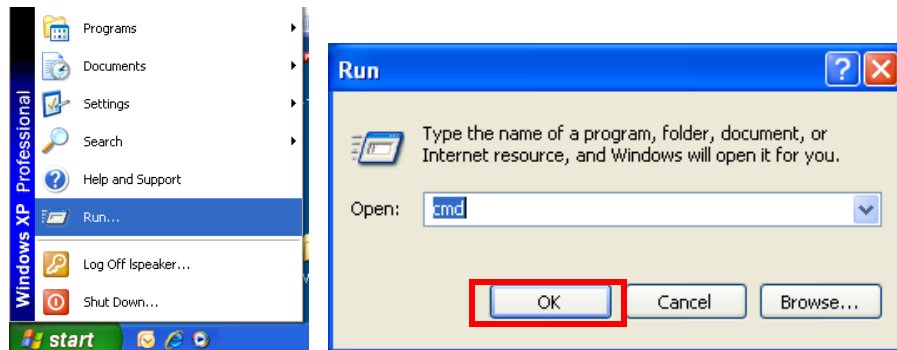 Programs
Documents
Settings
Search
Help and Support
Run...
Log Off lspeaker...
Shut Down...
Windows XP Professional
start
Run
Type the name of a program, folder, document, or
Internet resource, and Windows will open it for you.
Open: cmd
OK Cancel Browse...